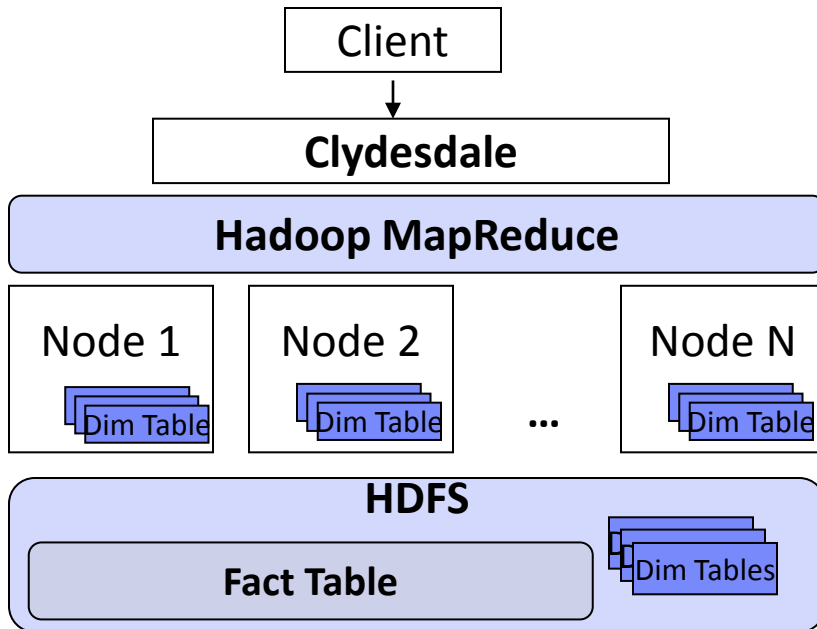 Client
Clydesdale
Hadoop MapReduce
Node 1
Node 2
Node N
Dim Table
Dim Table
...
Dim Table
HDFS
Fact Table
Dim Tables